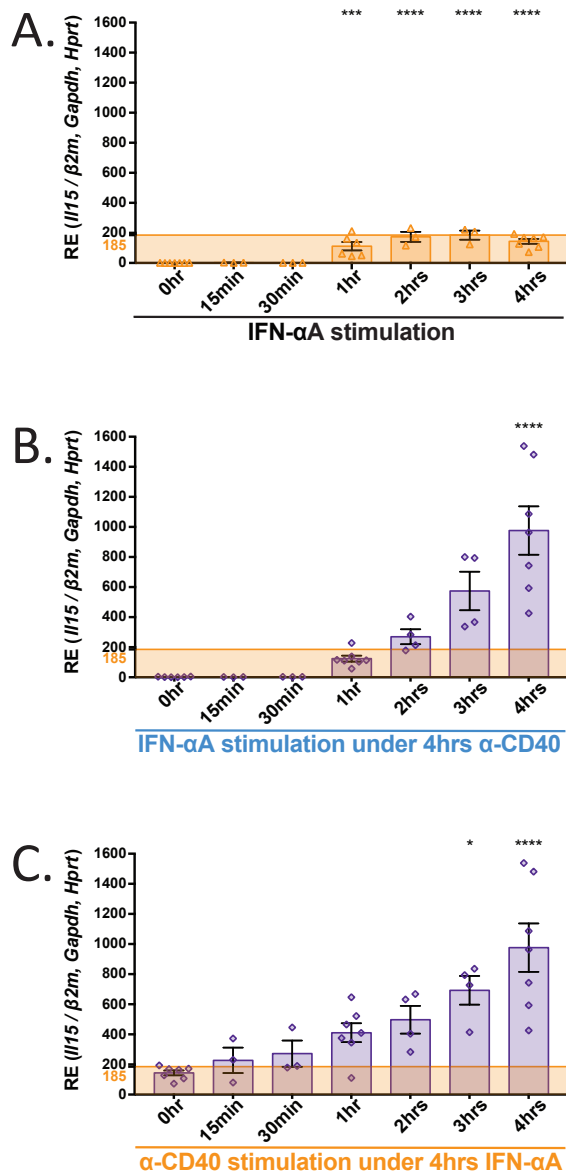 A.
*** **** **** ****
RE (Il15 / β2m, Gapdh, Hprt)
1600
1400
1200
1000
800
600
400
200
185
0
0hr 15min 30min 1hr 2hrs 3hrs 4hrs
IFN-αA stimulation
B.
****
RE (Il15 / β2m, Gapdh, Hprt)
1600
1400
1200
1000
800
600
400
200
185
0
0hr 15min 30min 1hr 2hrs 3hrs 4hrs
IFN-αA stimulation under 4hrs α-CD40
C.
* ****
RE (Il15 / β2m, Gapdh, Hprt)
1600
1400
1200
1000
800
600
400
200
185
0
0hr 15min 30min 1hr 2hrs 3hrs 4hrs
α-CD40 stimulation under 4hrs IFN-αA